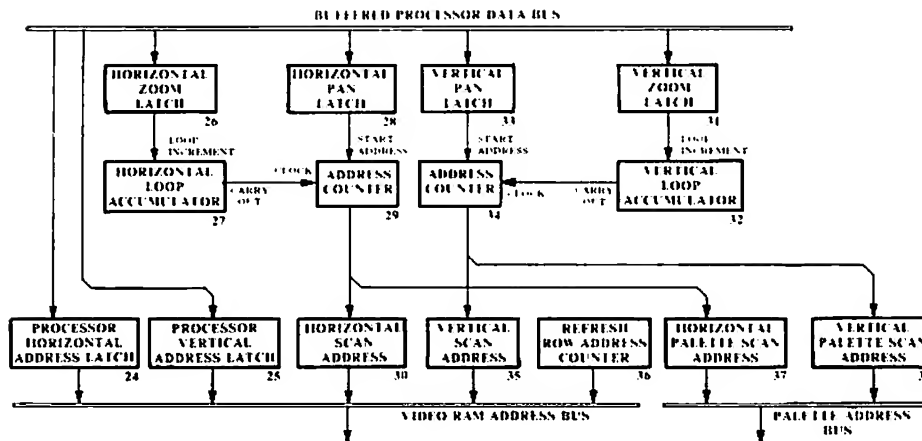 BUFFERED PROCESSOR DATA BUS
HORIZONTAL
ZOOM
LATCH
26
HORIZONTAL
PAN
LATCH
28
VERTICAL
PAN
LATCH
33
VERTICAL
ZOOM
LATCH
31
LOOP
INCREMENT
START
ADDRESS
START
ADDRESS
LOOP
INCREMENT
HORIZONTAL
LOOP
ACCUMULATOR
27
CARRY
OUT
CLOCK
ADDRESS
COUNTER
29
ADDRESS
COUNTER
34
CLOCK
CARRY
OUT
VERTICAL
LOOP
ACCUMULATOR
32
PROCESSOR
HORIZONTAL
ADDRESS LATCH
24
PROCESSOR
VERTICAL
ADDRESS LATCH
25
HORIZONTAL
SCAN
ADDRESS
30
VERTICAL
SCAN
ADDRESS
35
REFRESH
ROW ADDRESS
COUNTER
36
HORIZONTAL
PALETTE SCAN
ADDRESS
37
VERTICAL
PALETTE SCAN
ADDRESS
VIDEO RAM ADDRESS BUS
PALETTE ADDRESS
BUS